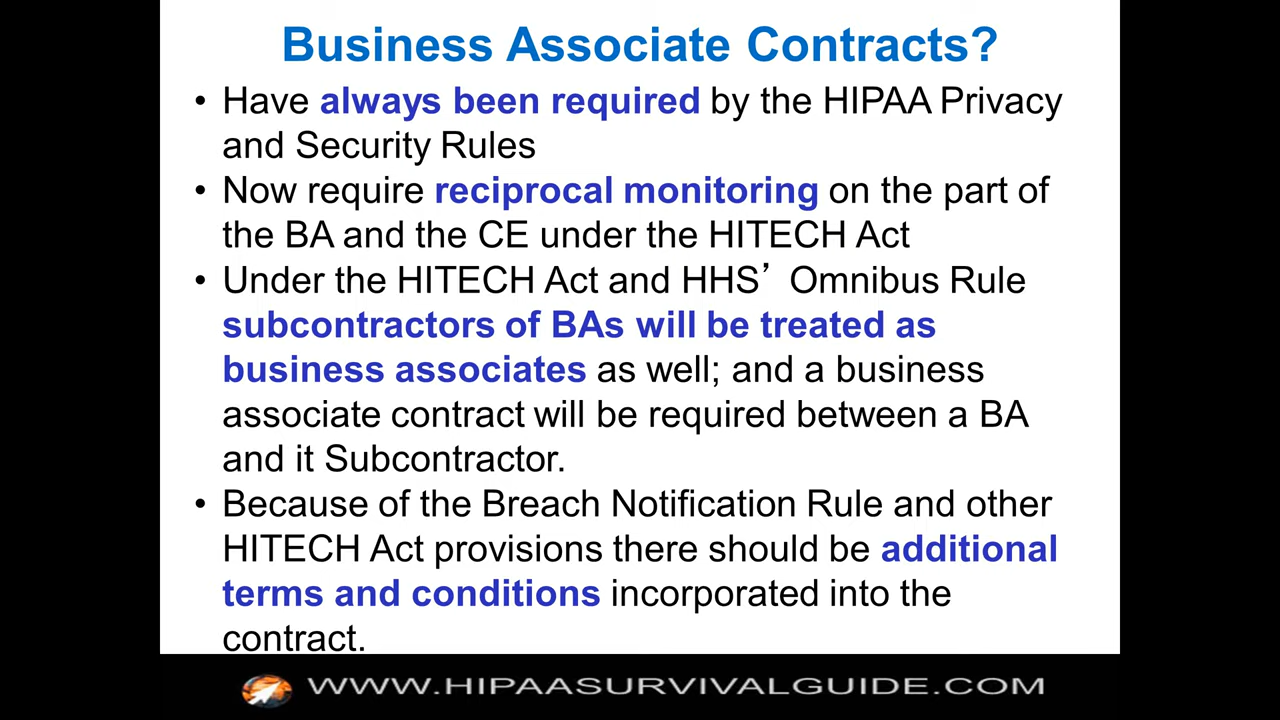 Business Associate Contracts?
• Have always been required by the HIPAA Privacy
and Security Rules
• Now require reciprocal monitoring on the part of
the BA and the CE under the HITECH Act
• Under the HITECH Act and HHS’ Omnibus Rule
subcontractors of BAs will be treated as
business associates as well; and a business
associate contract will be required between a BA
and it Subcontractor.
• Because of the Breach Notification Rule and other
HITECH Act provisions there should be additional
terms and conditions incorporated into the
contract.
WWW.HIPAASURVIVALGUIDE.COM